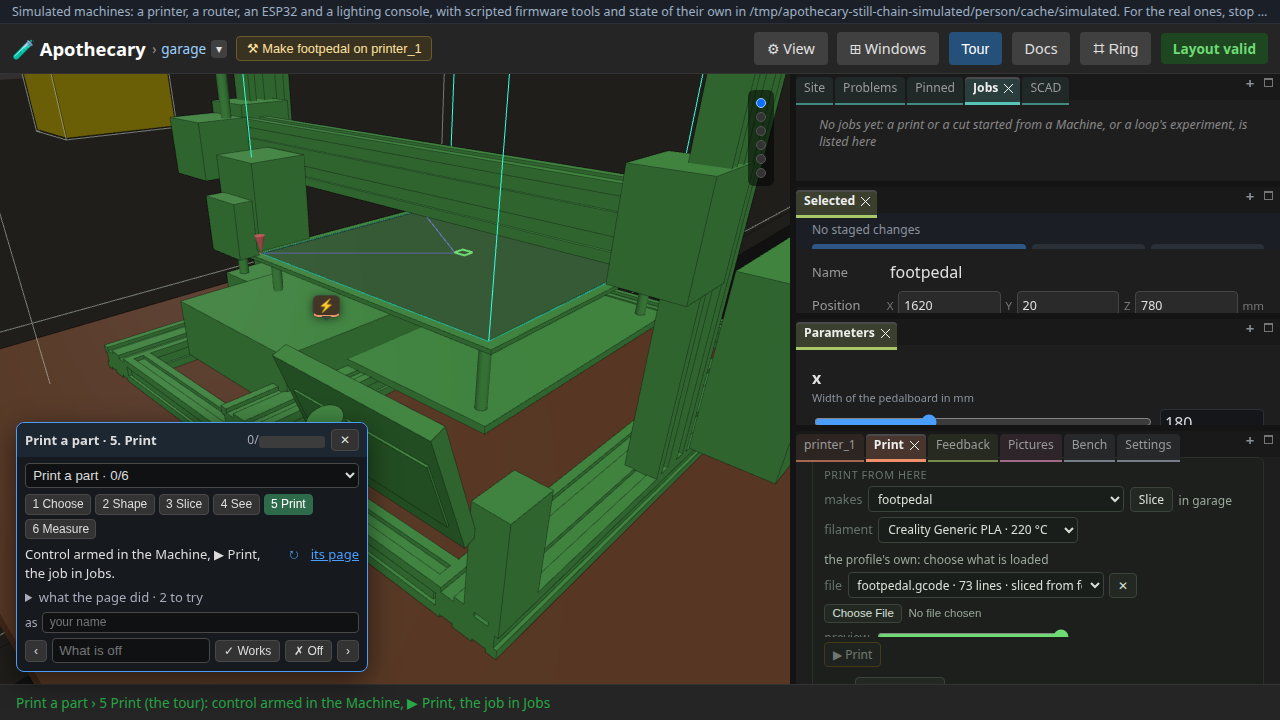 Simulated machines: a printer, a router, an ESP32 and a lighting console, with scripted firmware tools and state of their own in /tmp/apothecary-still-chain-simulated/person/cache/simulated. For the real ones, stop ...
Apothecary › garage ▾ ⚒ Make footpedal on printer_1 ⚙ View ⊞ Windows Tour Docs ⌗ Ring Layout valid
Site Problems Pinned Jobs SCAD
No jobs yet: a print or a cut started from a Machine, or a loop's experiment, is
listed here
Selected
No staged changes
Name footpedal
Position X 1620 Y 20 Z 780 mm
Parameters
x
Width of the pedalboard in mm
180
printer_1 Print Feedback Pictures Bench Settings
PRINT FROM HERE
makes footpedal Slice in garage
filament Creality Generic PLA · 220 °C
the profile's own: choose what is loaded
file footpedal.gcode · 73 lines · sliced from f
Choose File No file chosen
preview
▶ Print
Print a part · 5. Print 0/
Print a part · 0/6
1 Choose 2 Shape 3 Slice 4 See 5 Print
6 Measure
Control armed in the Machine, ▶ Print, ↻ its page
the job in Jobs.
▶ what the page did · 2 to try
as your name
‹ What is off ✓ Works ✗ Off ›
Print a part › 5 Print (the tour): control armed in the Machine, ▶ Print, the job in Jobs